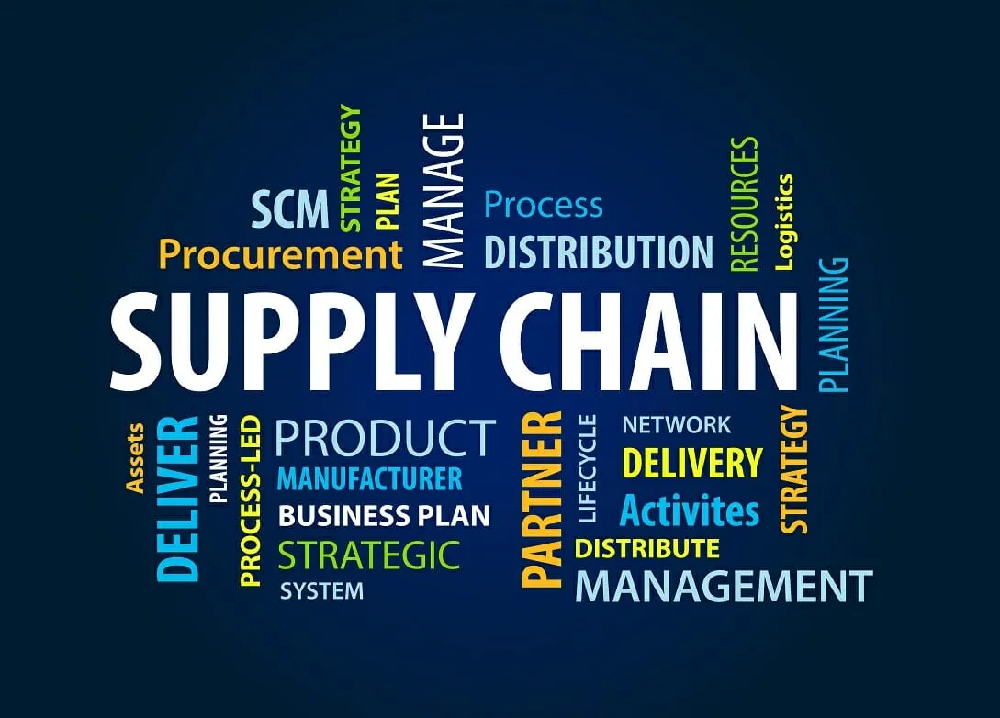 STRATEGY
MANAGE
SCM
PLAN
Process
RESOURCES
Logistics
Procurement
DISTRIBUTION
SUPPLY CHAIN
PLANNING
Assets
DELIVER
PLANNING
PROCESS-LED
PRODUCT
MANUFACTURER
BUSINESS PLAN
STRATEGIC
SYSTEM
PARTNER
LIFECYCLE
NETWORK
DELIVERY
Activites
STRATEGY
DISTRIBUTE
MANAGEMENT